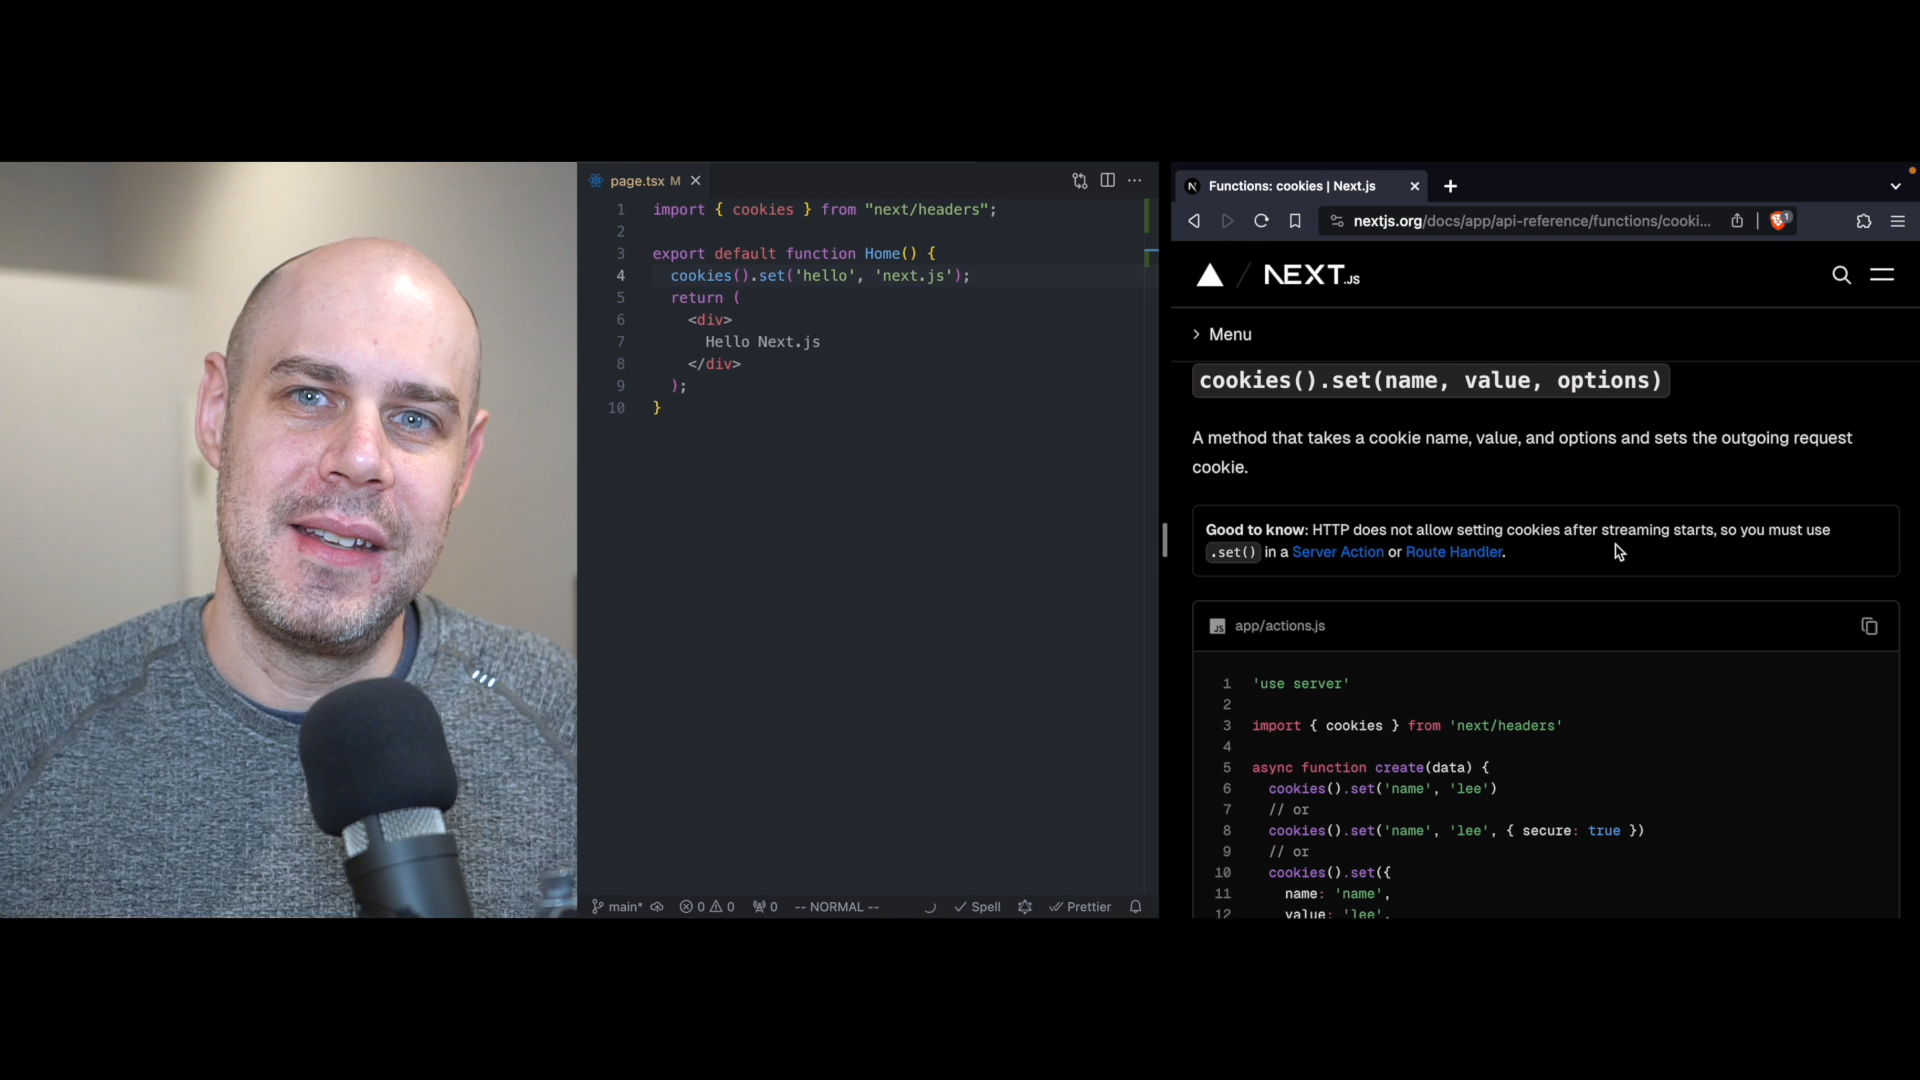 page.tsx M
1 import { cookies } from "next/headers";
2
3 export default function Home() {
4 cookies().set('hello', 'next.js');
5 return (
6 <div>
7 Hello Next.js
8 </div>
9 );
10 }
main* 0 0 0 -- NORMAL -- Spell Prettier
Functions: cookies | Next.js
nextjs.org/docs/app/api-reference/functions/cooki... 1
NEXT.JS
Menu
cookies().set(name, value, options)
A method that takes a cookie name, value, and options and sets the outgoing request
cookie.
Good to know: HTTP does not allow setting cookies after streaming starts, so you must use
.set() in a Server Action or Route Handler.
JS app/actions.js
1 'use server'
2
3 import { cookies } from 'next/headers'
4
5 async function create(data) {
6 cookies().set('name', 'lee')
7 // or
8 cookies().set('name', 'lee', { secure: true })
9 // or
10 cookies().set({
11 name: 'name',
12 value: 'lee',